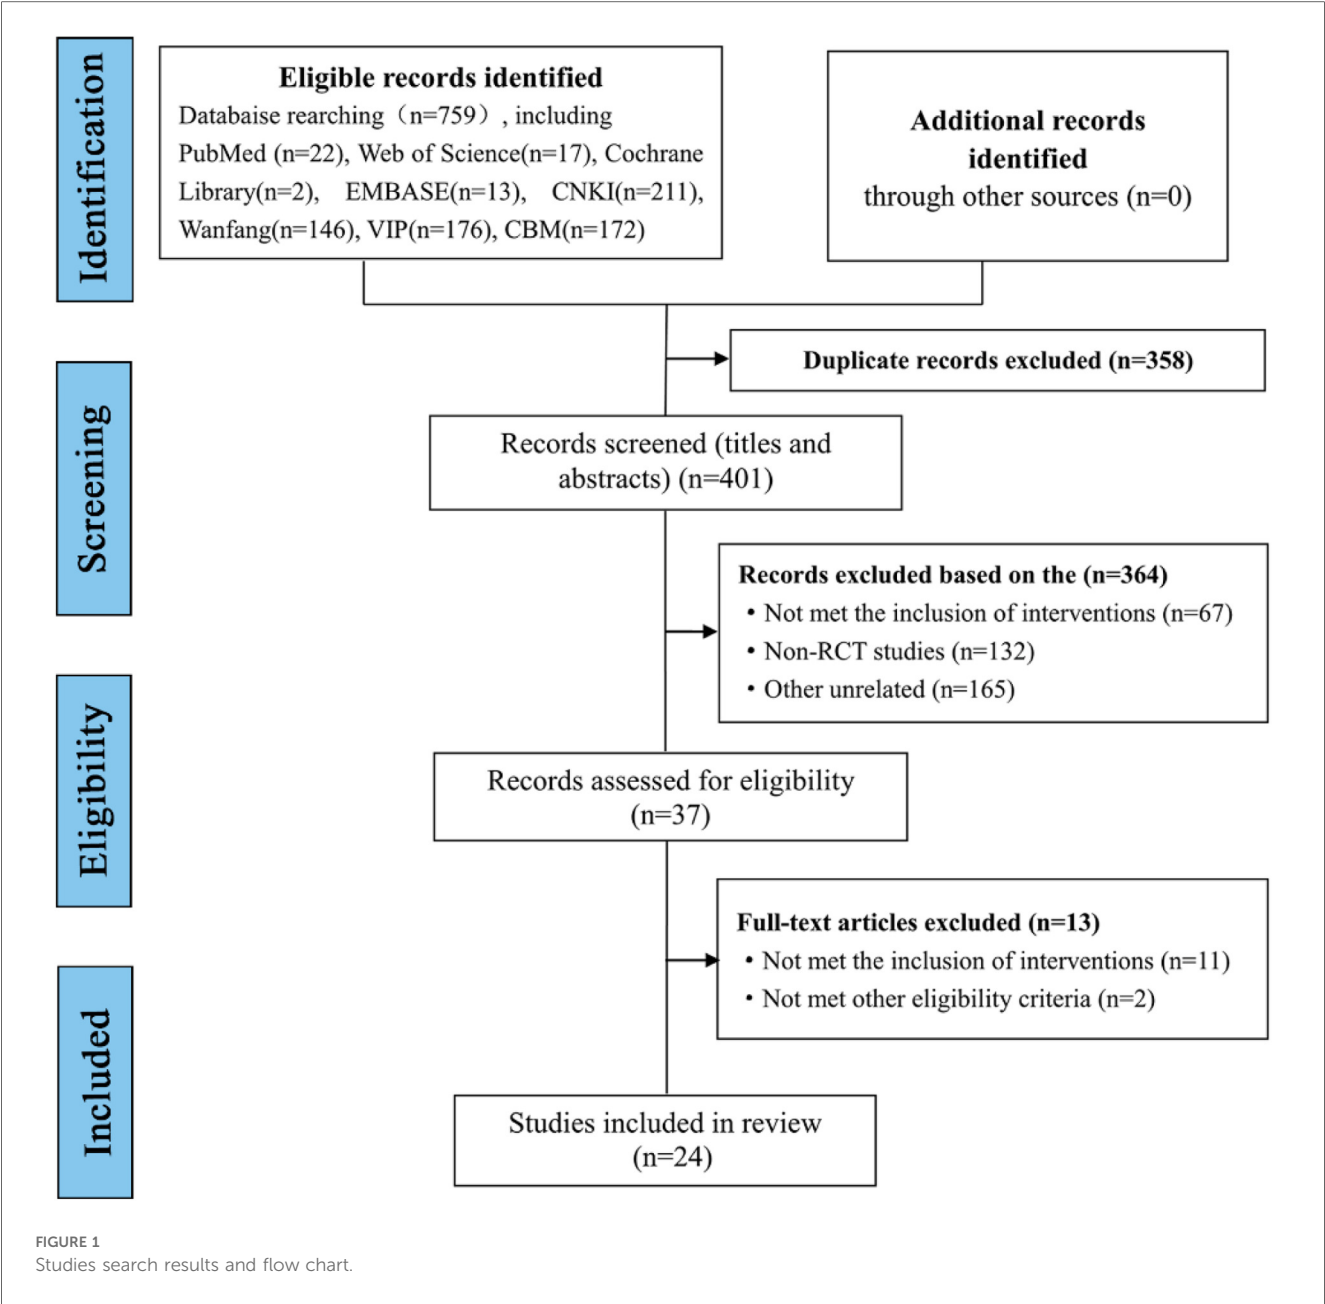 Identification
Eligible records identified
Databaise rearching（n=759）, including
PubMed (n=22), Web of Science(n=17), Cochrane
Library(n=2), EMBASE(n=13), CNKI(n=211),
Wanfang(n=146), VIP(n=176), CBM(n=172)
Additional records
identified
through other sources (n=0)
Duplicate records excluded (n=358)
Screening
Records screened (titles and
abstracts) (n=401)
Records excluded based on the (n=364)
• Not met the inclusion of interventions (n=67)
• Non-RCT studies (n=132)
• Other unrelated (n=165)
Eligibility
Records assessed for eligibility
(n=37)
Full-text articles excluded (n=13)
• Not met the inclusion of interventions (n=11)
• Not met other eligibility criteria (n=2)
Included
Studies included in review
(n=24)
FIGURE 1
Studies search results and flow chart.